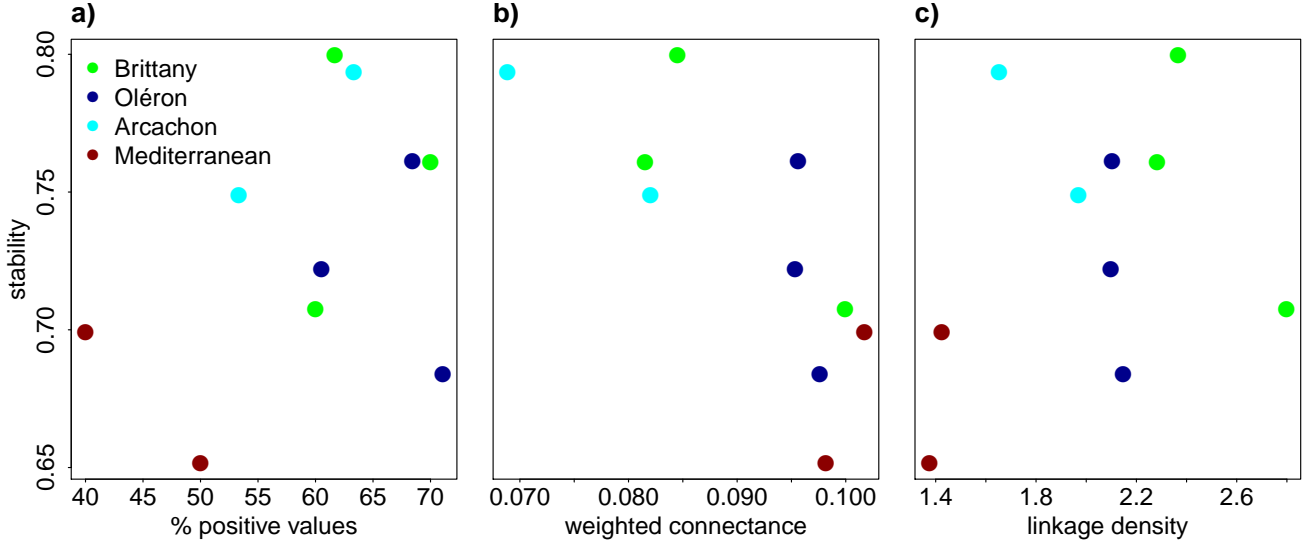 a)
b)
c)
Brittany
Oléron
Arcachon
Mediterranean
stability
0.80
0.75
0.70
0.65
40 45 50 55 60 65 70
0.070 0.080 0.090 0.100
1.4 1.8 2.2 2.6
% positive values
weighted connectance
linkage density